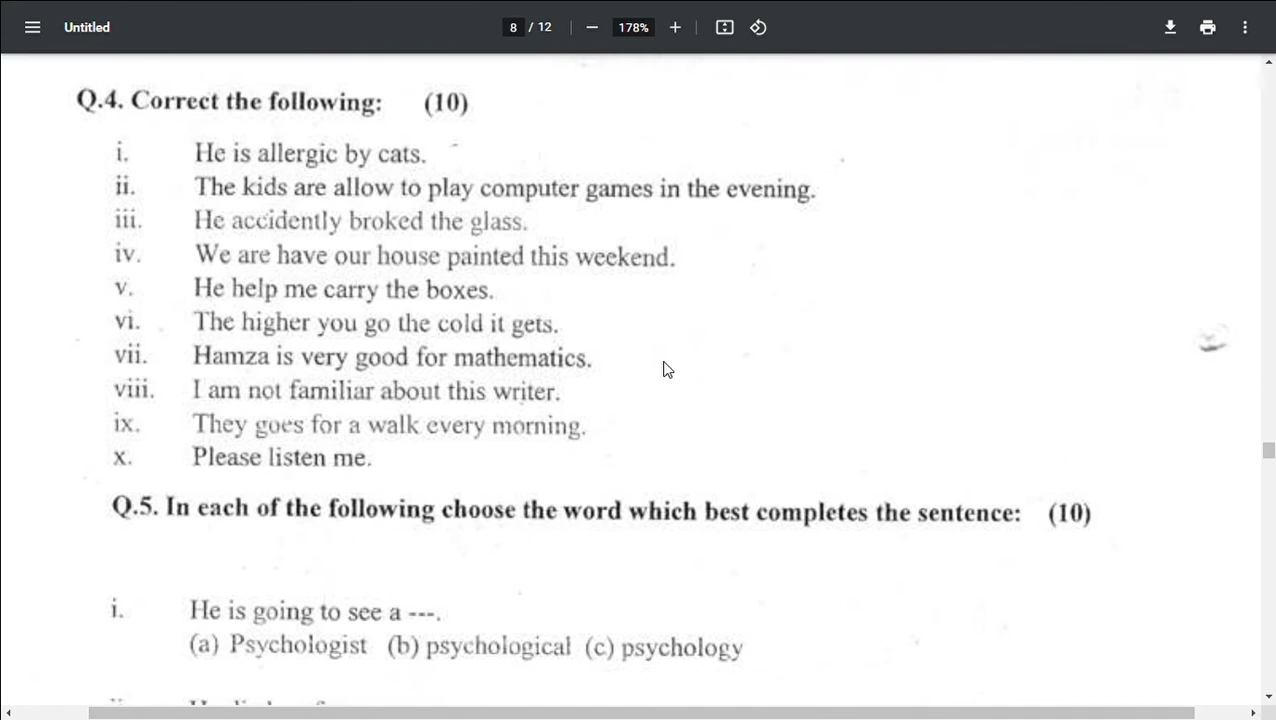 Untitled
8 / 12
178%
Q.4. Correct the following: (10)
i. He is allergic by cats.
ii. The kids are allow to play computer games in the evening.
iii. He accidently broked the glass.
iv. We are have our house painted this weekend.
v. He help me carry the boxes.
vi. The higher you go the cold it gets.
vii. Hamza is very good for mathematics.
viii. I am not familiar about this writer.
ix. They goes for a walk every morning.
x. Please listen me.
Q.5. In each of the following choose the word which best completes the sentence: (10)
i. He is going to see a ---.
(a) Psychologist (b) psychological (c) psychology